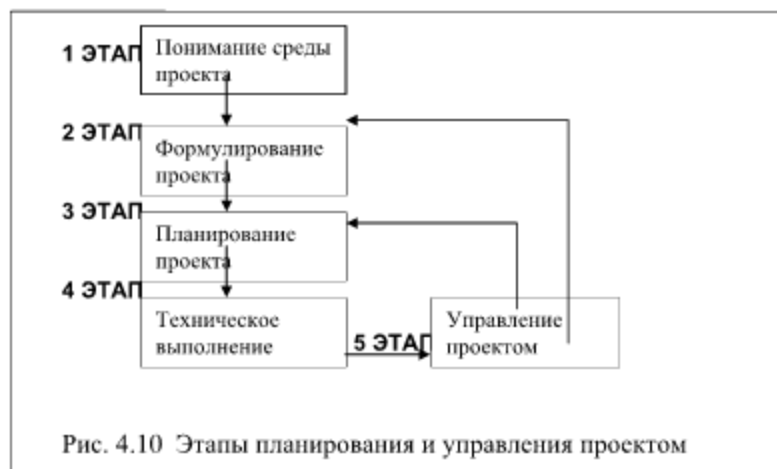 1 ЭТАП
Понимание среды
проекта
2 ЭТАП
Формулирование
проекта
3 ЭТАП
Планирование
проекта
4 ЭТАП
Техническое
выполнение
5 ЭТАП
Управление
проектом
Рис. 4.10 Этапы планирования и управления проектом